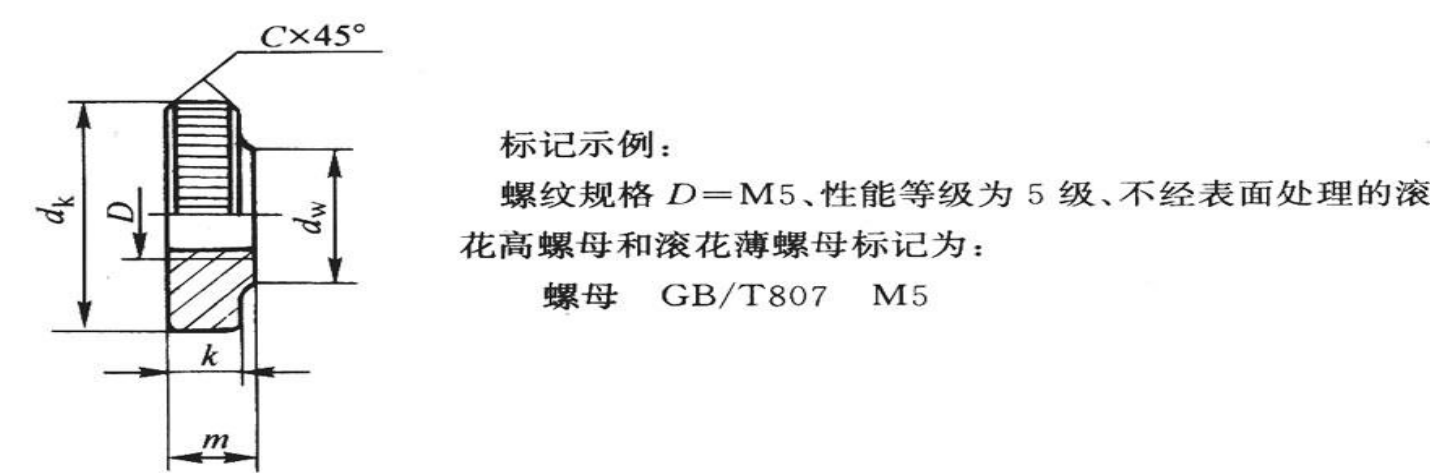 C×45°
标记示例：
螺纹规格 D＝M5、性能等级为 5 级、不经表面处理的滚
花高螺母和滚花薄螺母标记为：
螺母 GB/T807 M5
dk
D
dw
k
m